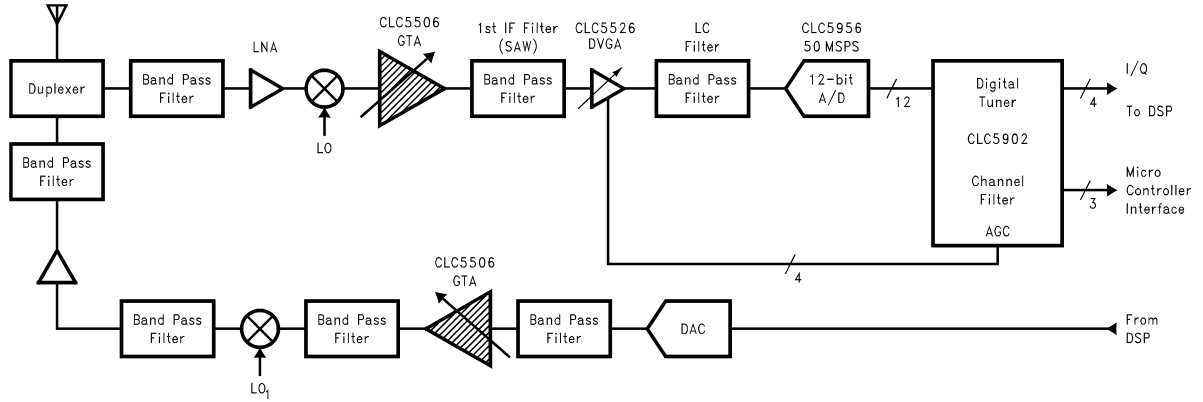 CLC5506
GTA
LNA
1st IF Filter
(SAW)
CLC5526
DVGA
LC
Filter
CLC5956
50 MSPS
Duplexer
Band Pass
Filter
Band Pass
Filter
Band Pass
Filter
12-bit
A/D
12
Digital
Tuner
CLC5902
Channel
Filter
AGC
I/Q
4
To DSP
LO
Micro
Controller
Interface
3
Band Pass
Filter
4
CLC5506
GTA
Band Pass
Filter
Band Pass
Filter
Band Pass
Filter
DAC
From
DSP
LO1